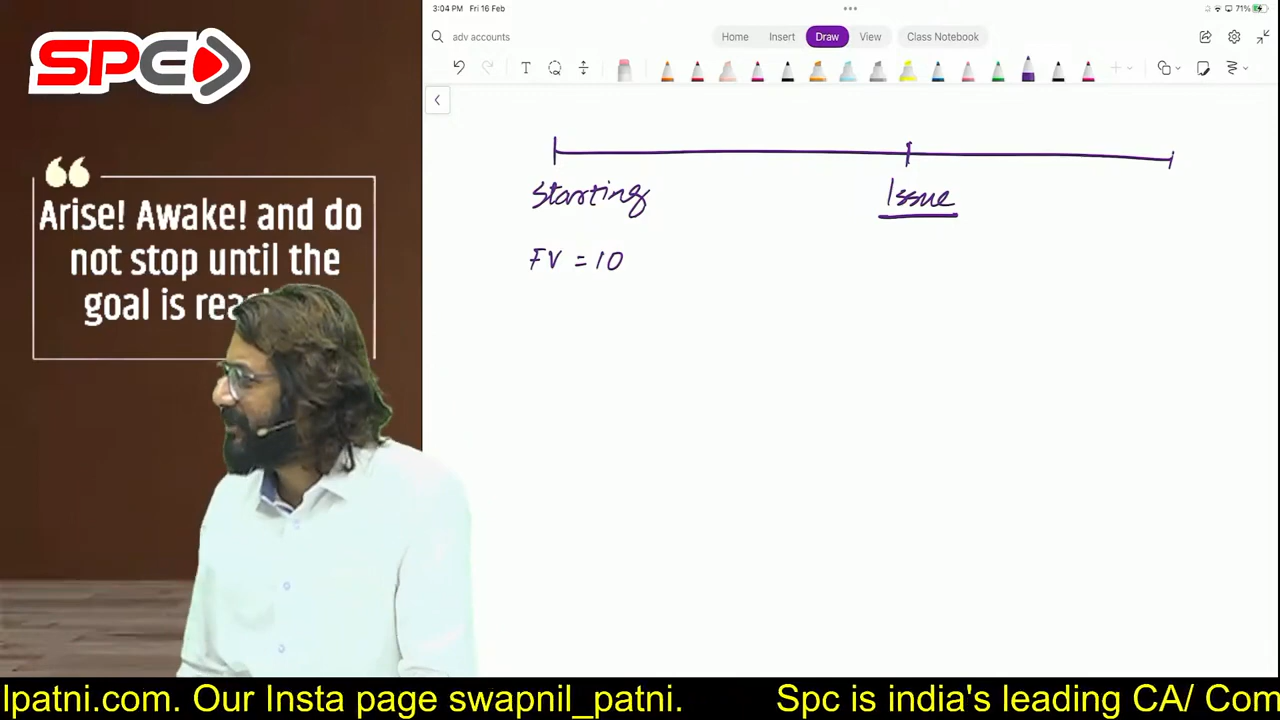 3:04 PM Fri 16 Feb
71%
SPC
adv accounts
Home Insert Draw View Class Notebook
T
Arise! Awake! and do
not stop until the
goal is
Starting
Issue
FV = 10
lpatni.com. Our Insta page swapnil_patni. Spc is india's leading CA/ Com